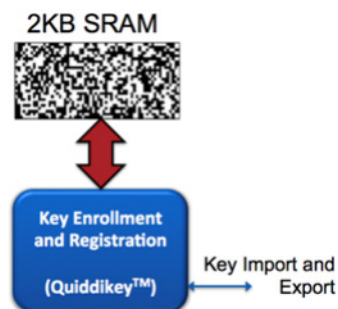 2KB SRAM
Key Enrollment
and Registration
(Quiddikey™)
Key Import and
Export